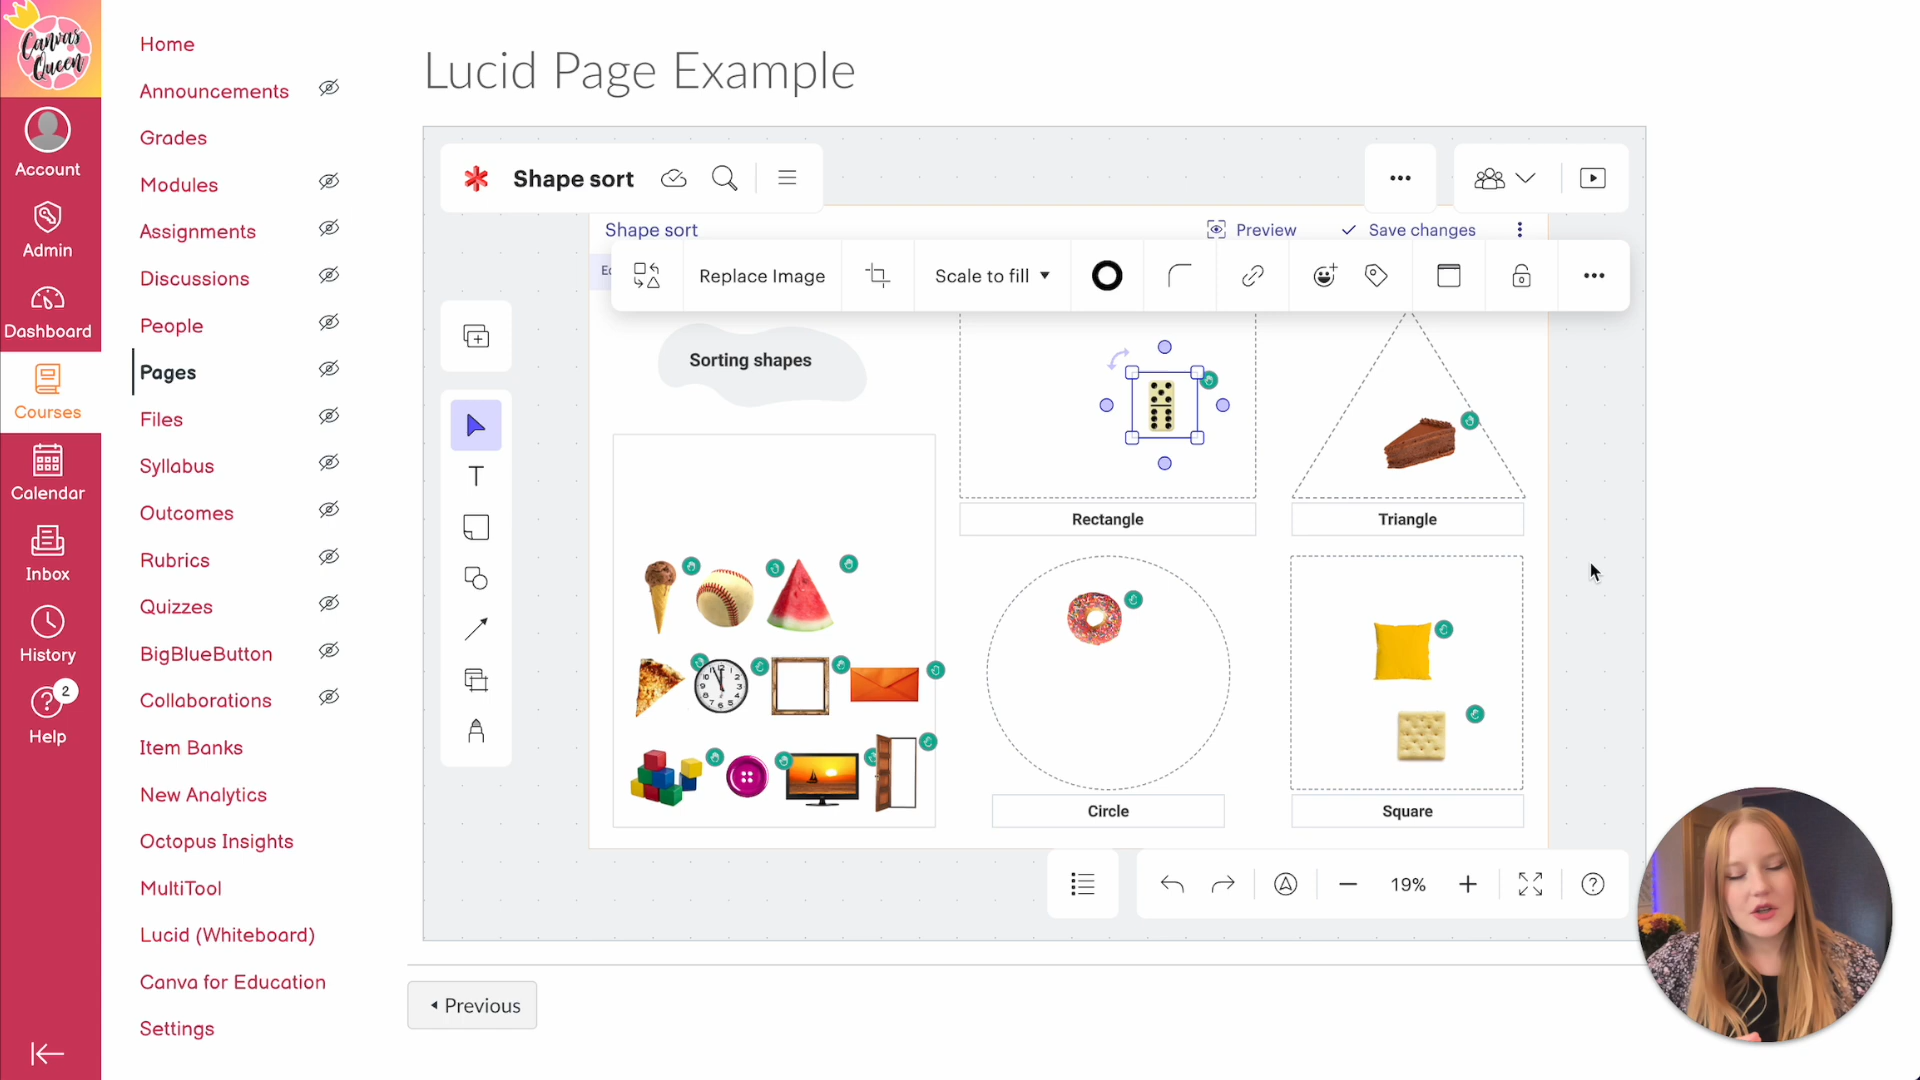 Canvas
Queen
Account
Admin
Dashboard
Courses
Calendar
Inbox
History
2
Help
Home
Announcements
Grades
Modules
Assignments
Discussions
People
Pages
Files
Syllabus
Outcomes
Rubrics
Quizzes
BigBlueButton
Collaborations
Item Banks
New Analytics
Octopus Insights
MultiTool
Lucid (Whiteboard)
Canva for Education
Settings
Lucid Page Example
Shape sort
Shape sort
Preview
Save changes
Replace Image
Scale to fill
T
Sorting shapes
Rectangle
Triangle
Circle
Square
19%
Previous